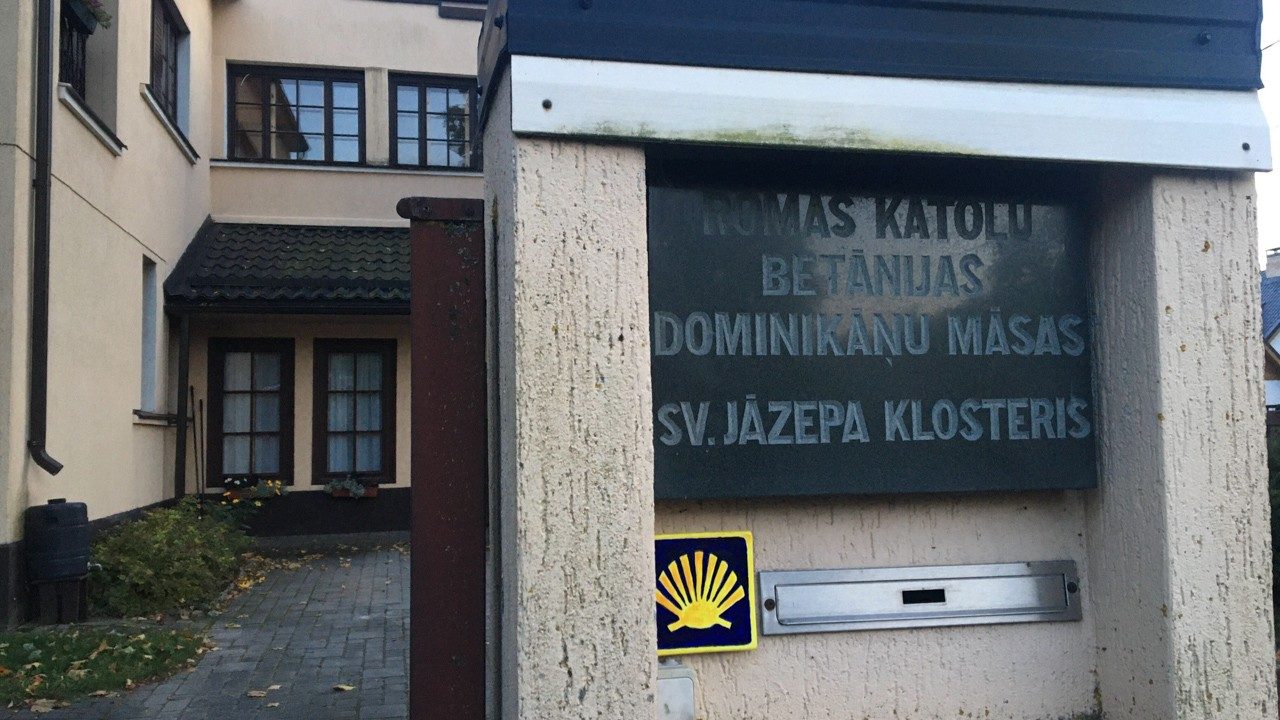 ROMAS KATOĻU
BETĀNIJAS
DOMINIKĀŅU MĀSAS
SV. JĀZEPA KLOSTERIS